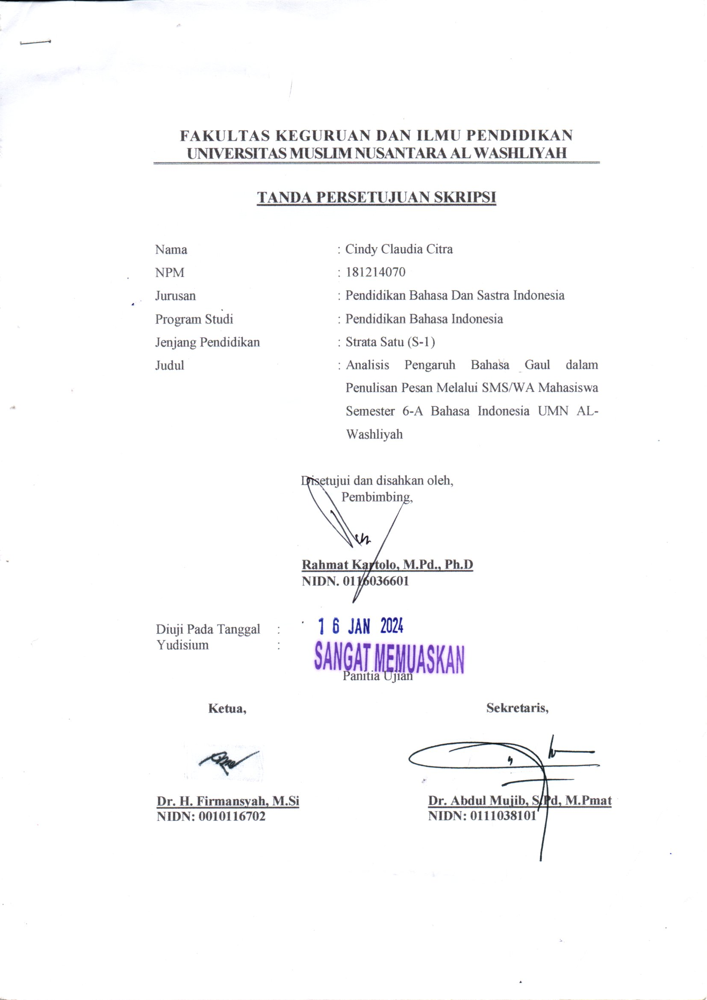 FAKULTAS KEGURUAN DAN ILMU PENDIDIKAN
UNIVERSITAS MUSLIM NUSANTARA AL WASHLIYAH
TANDA PERSETUJUAN SKRIPSI
Nama : Cindy Claudia Citra
NPM : 181214070
Jurusan : Pendidikan Bahasa Dan Sastra Indonesia
Program Studi : Pendidikan Bahasa Indonesia
Jenjang Pendidikan : Strata Satu (S-1)
Judul : Analisis Pengaruh Bahasa Gaul dalam
Penulisan Pesan Melalui SMS/WA Mahasiswa
Semester 6-A Bahasa Indonesia UMN AL-
Washliyah
Disetujui dan disahkan oleh,
Pembimbing,
Rahmat Kartolo, M.Pd., Ph.D
NIDN. 0116036601
Diuji Pada Tanggal : 16 JAN 2024
Yudisium : SANGAT MEMUASKAN
Panitia Ujian
Ketua, Sekretaris,
Dr. H. Firmansyah, M.Si Dr. Abdul Mujib, S.Pd, M.Pmat
NIDN: 0010116702 NIDN: 0111038101